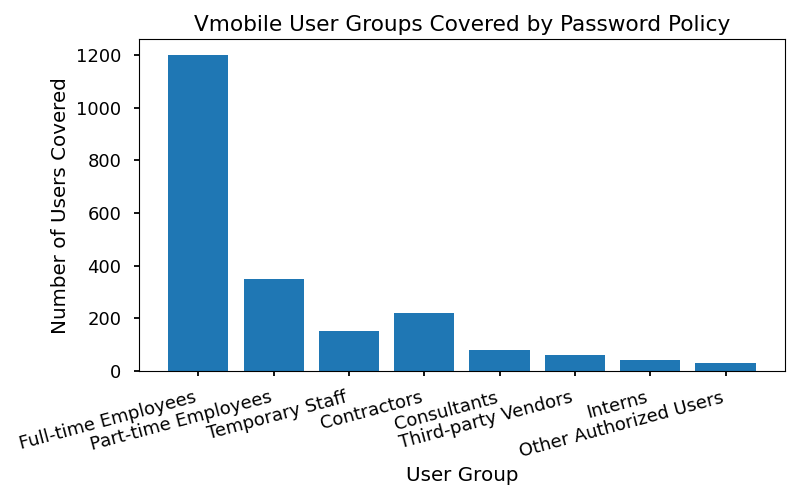 Vmobile User Groups Covered by Password Policy
Number of Users Covered
1200
1000
800
600
400
200
0
Full-time Employees
Part-time Employees
Temporary Staff
Contractors
Consultants
Third-party Vendors
Interns
Other Authorized Users
User Group